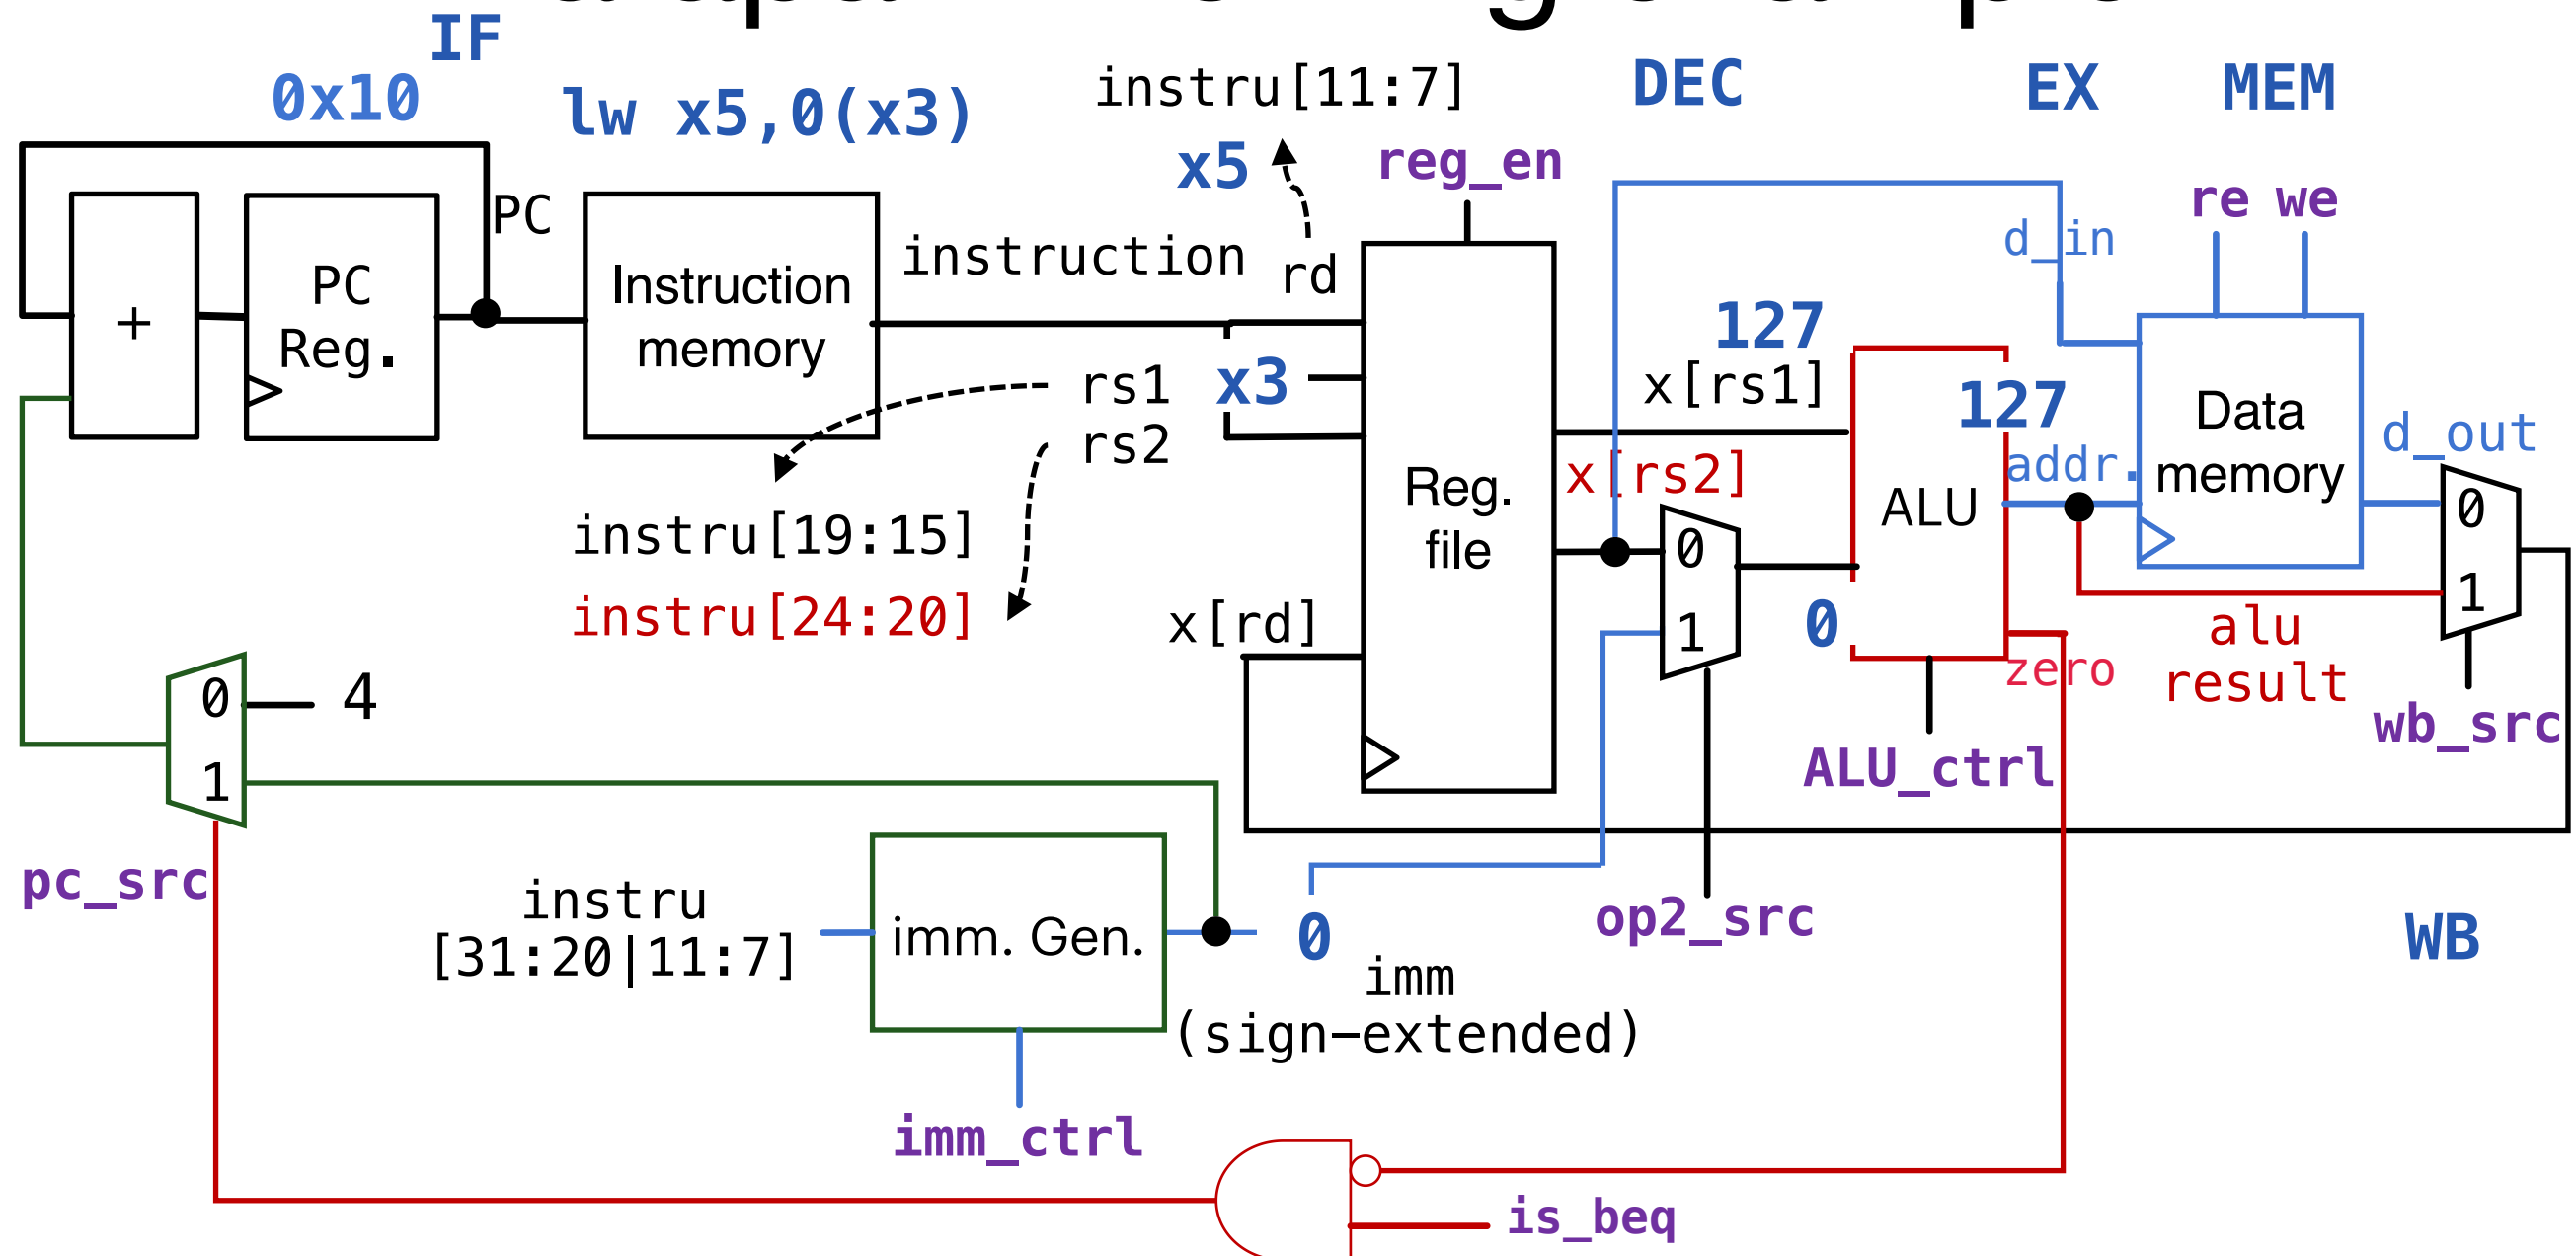 IF
0x10
lw x5,0(x3)
instru[11:7]
DEC
EX
MEM
x5
reg_en
re we
PC
instruction
rd
d_in
+
PC
Reg.
Instruction
memory
127
x[rs1]
127
rs1
x3
rs2
x[rs2]
addr.
Data
memory
d_out
Reg.
file
ALU
0
1
0
1
instru[19:15]
instru[24:20]
x[rd]
0
zero
alu
result
wb_src
0
4
1
ALU_ctrl
pc_src
instru
[31:20|11:7]
imm. Gen.
0
op2_src
WB
imm
(sign-extended)
imm_ctrl
is_beq